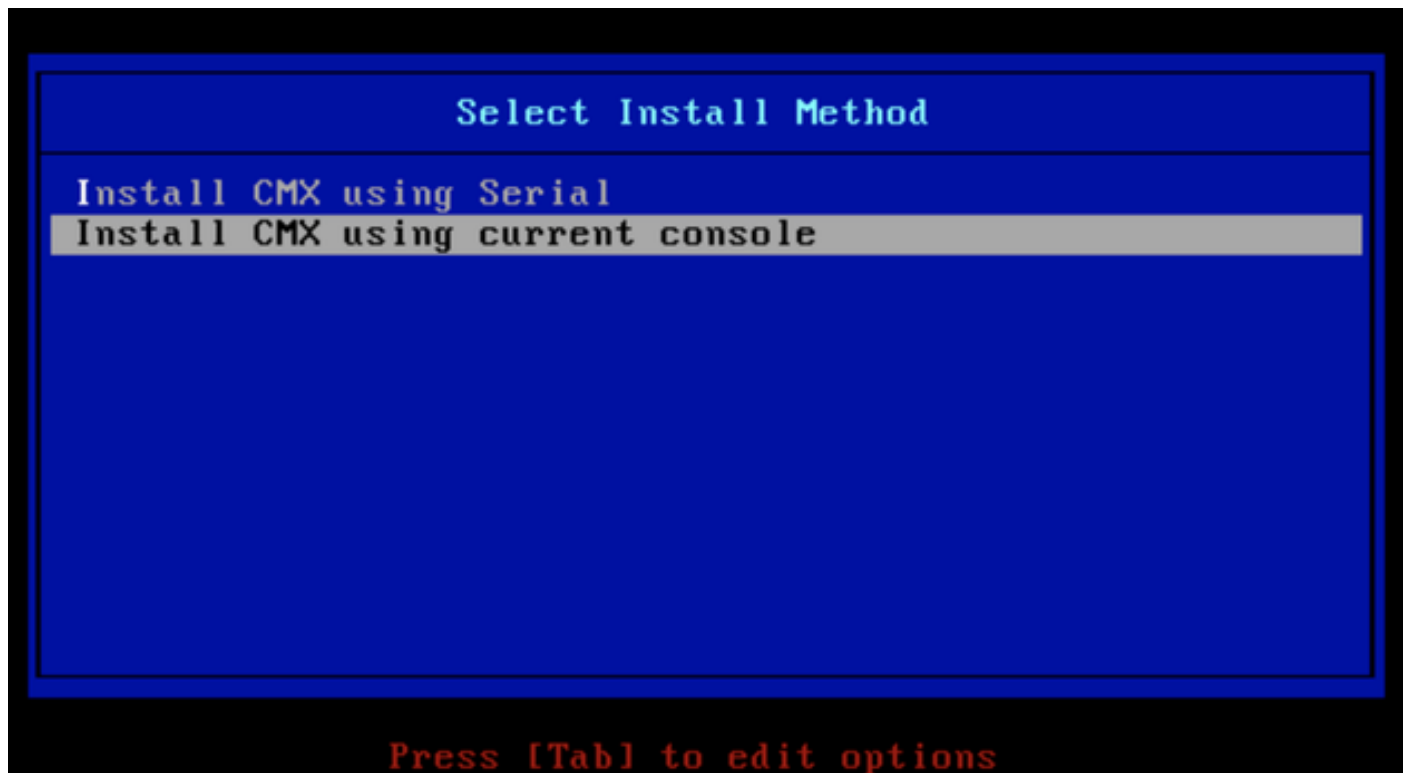 Select Install Method
Install CMX using Serial
Install CMX using current console
Press [Tab] to edit options